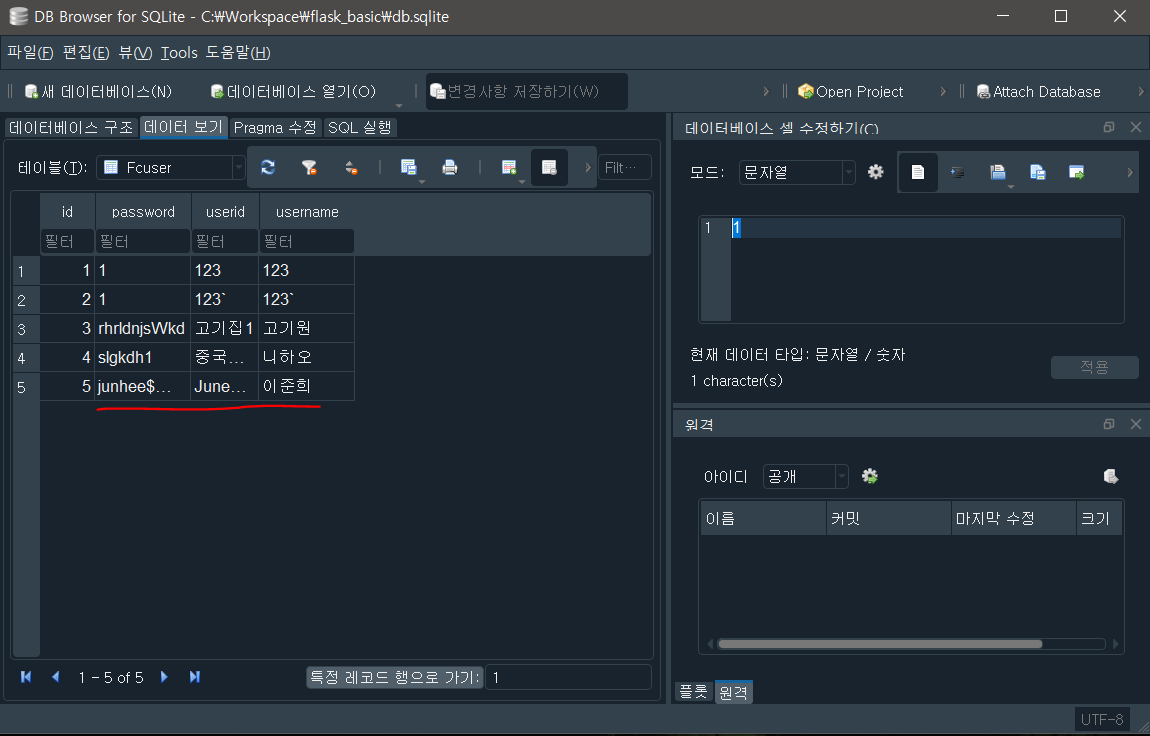 DB Browser for SQLite - C:₩Workspace₩flask_basic₩db.sqlite
파일(F) 편집(E) 뷰(V) Tools 도움말(H)
새 데이터베이스(N) 데이터베이스 열기(O) 변경사항 저장하기(W) Open Project Attach Database
데이터베이스 구조 데이터 보기 Pragma 수정 SQL 실행
테이블(T): Fcuser Filt…
id password userid username
필터 필터 필터 필터
1 1 1 123 123
2 2 1 123` 123`
3 3 rhrldnjsWkd 고기집1 고기원
4 4 slgkdh1 중국… 니하오
5 5 junhee$… June… 이준희
1 - 5 of 5 특정 레코드 행으로 가기: 1
데이터베이스 셀 수정하기(C)
모드: 문자열
1 1
현재 데이터 타입: 문자열 / 숫자
1 character(s)
적용
원격
아이디 공개
이름 커밋 마지막 수정 크기
플롯 원격
UTF-8